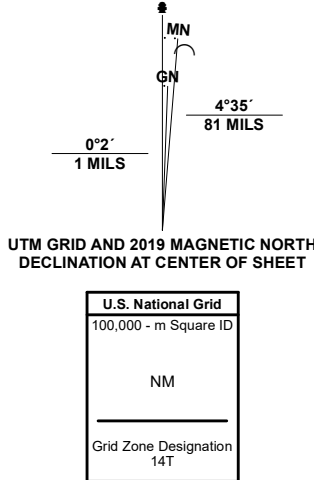 MN
GN
4°35´
81 MILS
0°2´
1 MILS
UTM GRID AND 2019 MAGNETIC NORTH
DECLINATION AT CENTER OF SHEET
U.S. National Grid
100,000 - m Square ID
NM
Grid Zone Designation
14T